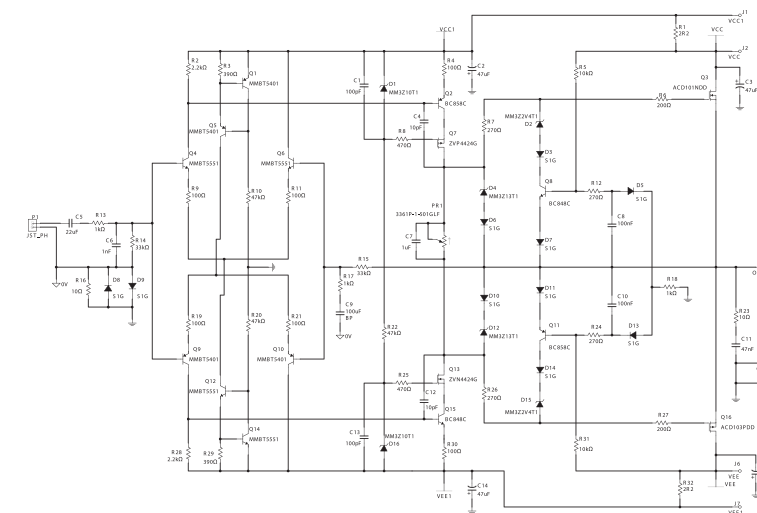 J1
VCC1
R1
2R2
VCC
J2
VCC
VCC1
R2
2.2kΩ
R3
390Ω
Q1
MMBT5401
C1
100pF
D1
MM3Z10T1
R4
100Ω
C2
47uF
R5
10kΩ
Q3
ACD101NDD
C3
47uF
Q2
BC858C
C4
10pF
R7
270Ω
MM3Z2V4T1
D2
R6
200Ω
Q5
MMBT5401
Q4
MMBT5551
Q6
MMBT5551
R8
470Ω
Q7
ZVP4424G
D3
S1G
R9
100Ω
R10
47kΩ
R11
100Ω
D4
MM3Z13T1
Q8
BC848C
R12
270Ω
D5
S1G
P1
JST_PH
C5
22uF
R13
1kΩ
C6
1nF
R14
33kΩ
PR1
3361P-1-501GLF
C7
1uF
D6
S1G
D7
S1G
C8
100nF
R15
33kΩ
R16
10Ω
0V
D8
S1G
D9
S1G
R17
1kΩ
C9
100uF
BP
0V
R18
1kΩ
D10
S1G
D11
S1G
C10
100nF
R19
100Ω
R20
47kΩ
R21
100Ω
R22
47kΩ
D12
MM3Z13T1
Q11
BC858C
R24
270Ω
D13
S1G
R23
10Ω
C11
47nF
Q9
MMBT5401
Q10
MMBT5401
Q12
MMBT5551
R25
470Ω
Q13
ZVN4424G
C12
10pF
R26
270Ω
D14
S1G
D15
MM3Z2V4T1
Q14
MMBT5551
Q15
BC848C
R27
200Ω
Q16
ACD103PDD
R28
2.2kΩ
R29
390Ω
C13
100pF
MM3Z10T1
D16
R30
100Ω
R31
10kΩ
C14
47uF
VEE1
R32
2R2
VEE
J6
VEE
J7
VEE1